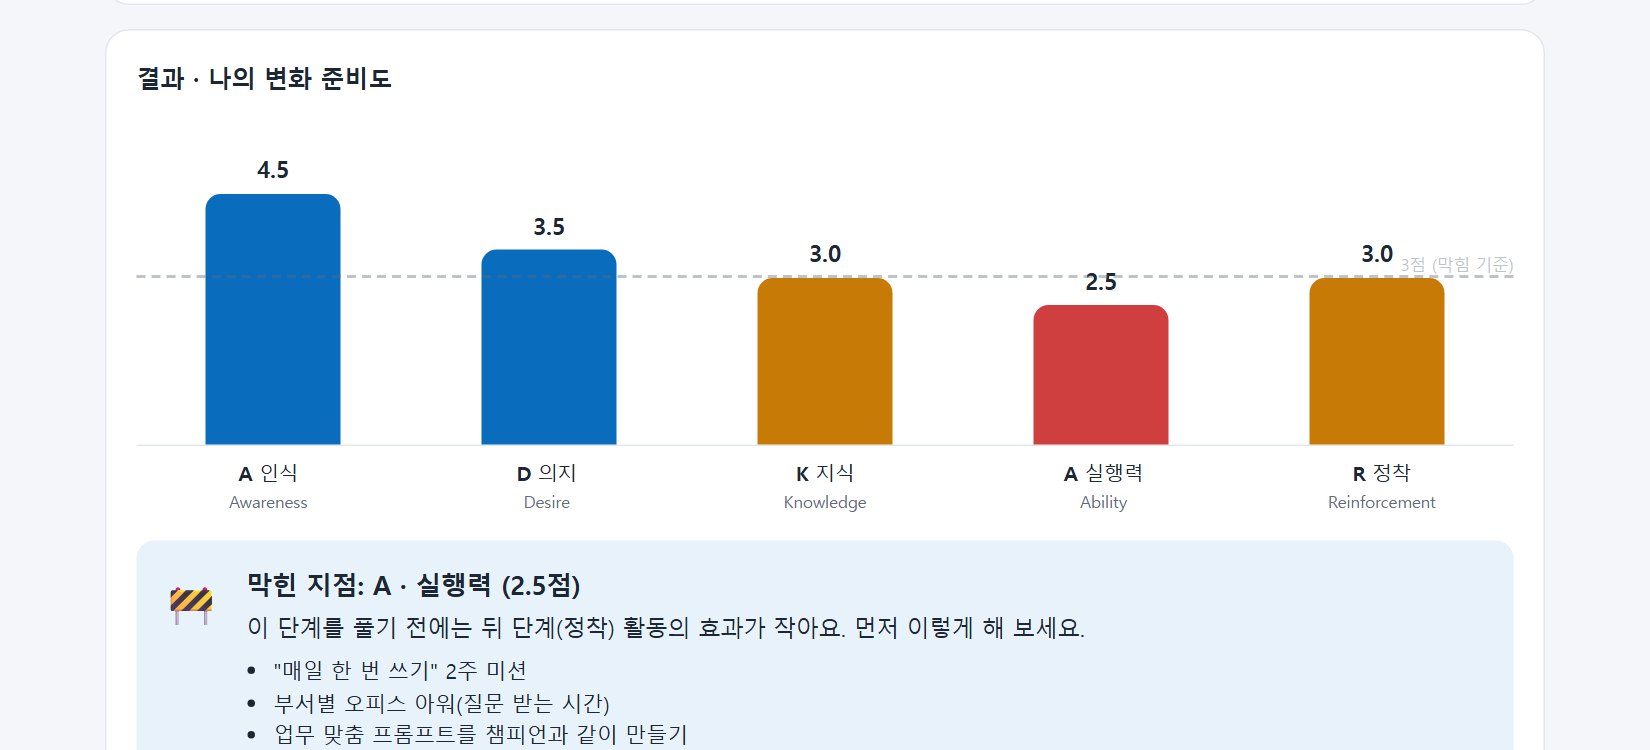 결과 · 나의 변화 준비도
4.5
3.5
3.0
2.5
3.0
3점 (막힘 기준)
A 인식
Awareness
D 의지
Desire
K 지식
Knowledge
A 실행력
Ability
R 정착
Reinforcement
막힌 지점: A · 실행력 (2.5점)
이 단계를 풀기 전에는 뒤 단계(정착) 활동의 효과가 작아요. 먼저 이렇게 해 보세요.
• "매일 한 번 쓰기" 2주 미션
• 부서별 오피스 아워(질문 받는 시간)
• 업무 맞춤 프롬프트를 챔피언과 같이 만들기